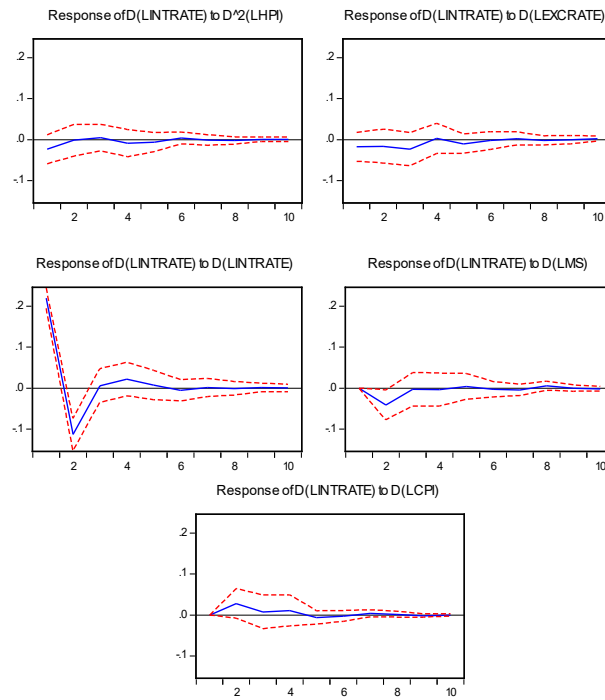 Response of D(LINTRATE) to D^2(LHPI)
.2
.1
.0
-.1
2 4 6 8 10
Response of D(LINTRATE) to D(LEXCRATE)
.2
.1
.0
-.1
2 4 6 8 10
Response of D(LINTRATE) to D(LINTRATE)
.2
.1
.0
-.1
2 4 6 8 10
Response of D(LINTRATE) to D(LMS)
.2
.1
.0
-.1
2 4 6 8 10
Response of D(LINTRATE) to D(LCPI)
.2
.1
.0
-.1
2 4 6 8 10